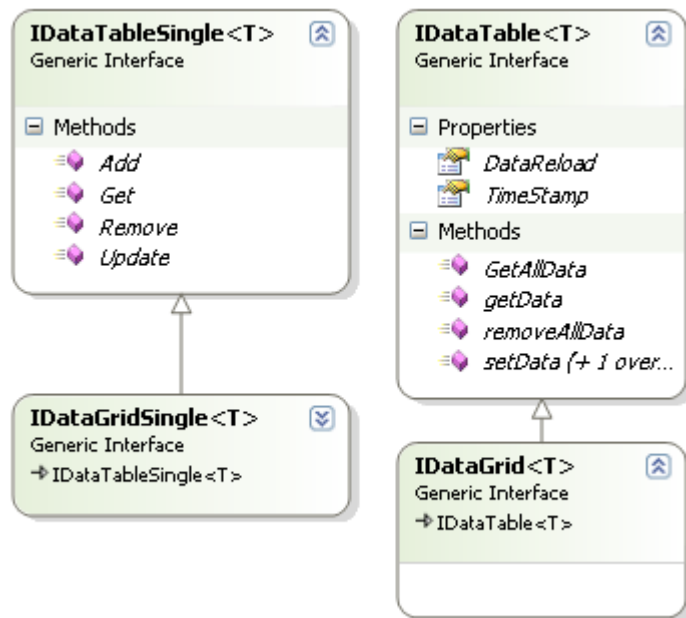 IDataTableSingle<T>
Generic Interface
Methods
Add
Get
Remove
Update
IDataGridSingle<T>
Generic Interface
IDataTableSingle<T>
IDataTable<T>
Generic Interface
Properties
DataReload
TimeStamp
Methods
GetAllData
getData
removeAllData
setData (+ 1 over...
IDataGrid<T>
Generic Interface
IDataTable<T>